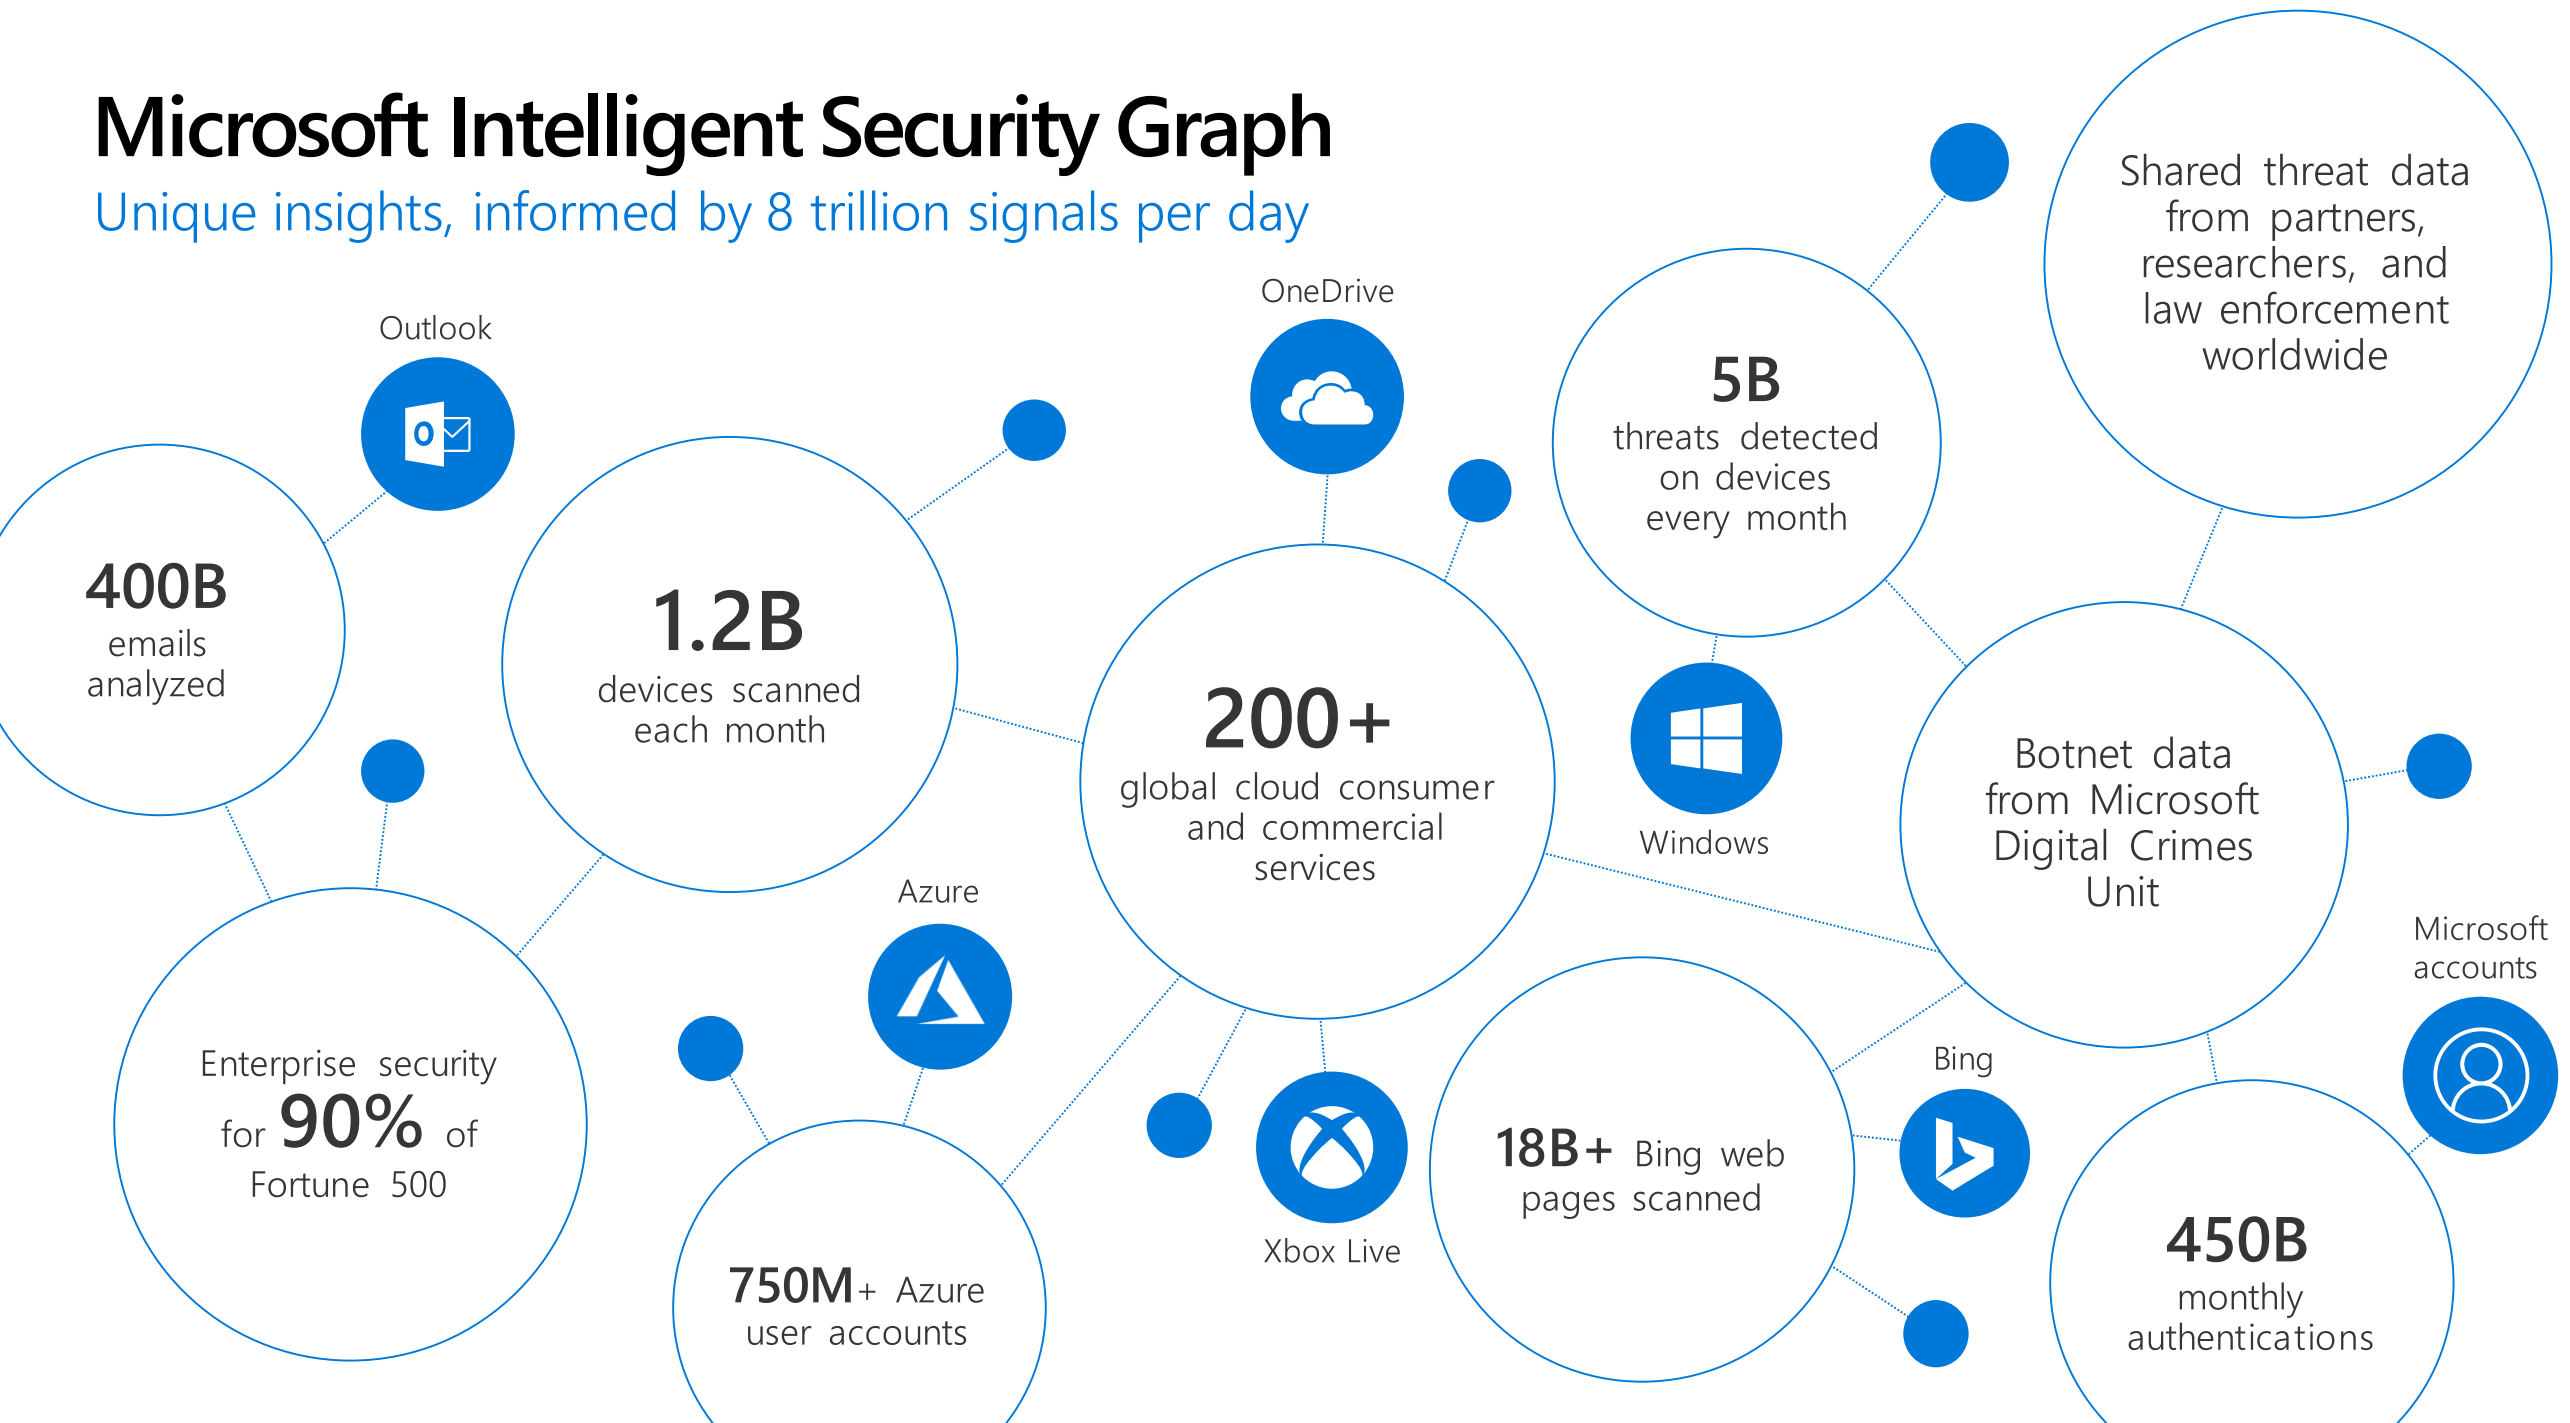 Microsoft Intelligent Security Graph
Unique insights, informed by 8 trillion signals per day
Outlook
400B
emails
analyzed
1.2B
devices scanned
each month
OneDrive
200+
global cloud consumer
and commercial
services
5B
threats detected
on devices
every month
Shared threat data
from partners,
researchers, and
law enforcement
worldwide
Windows
Botnet data
from Microsoft
Digital Crimes
Unit
Enterprise security
for 90% of
Fortune 500
Azure
750M+ Azure
user accounts
Xbox Live
18B+ Bing web
pages scanned
Bing
Microsoft
accounts
450B
monthly
authentications